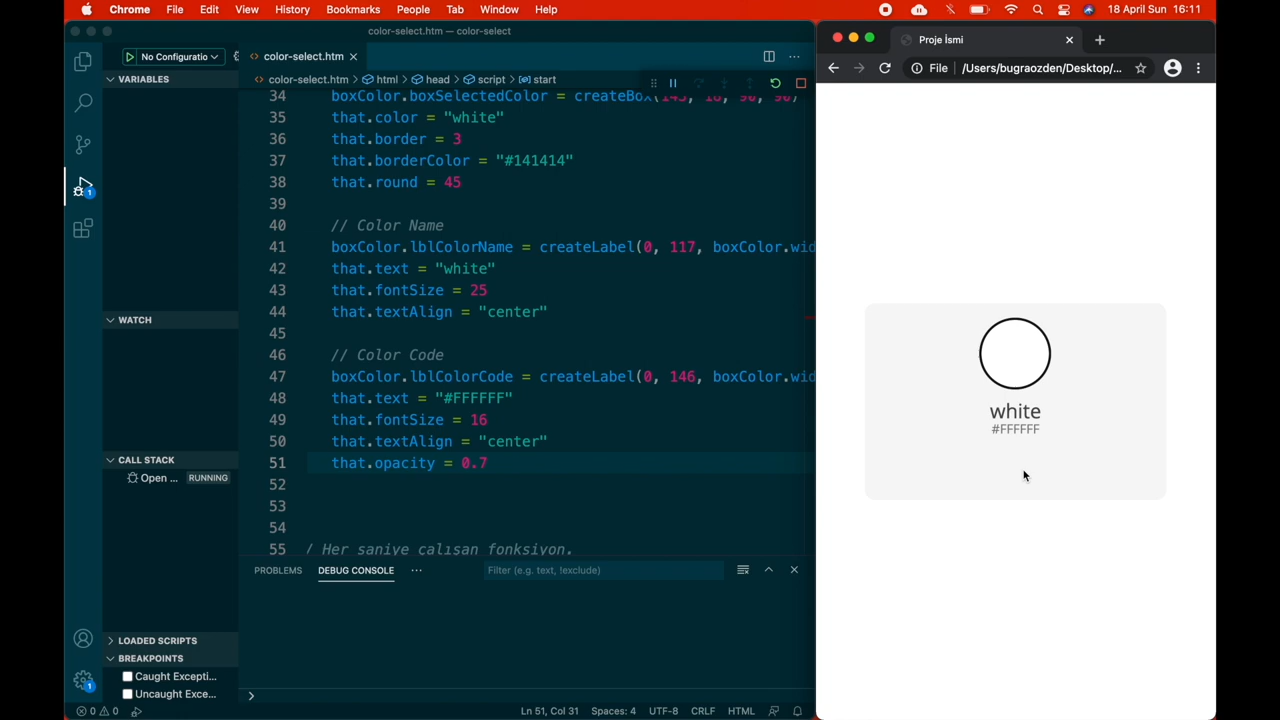 Chrome File Edit View History Bookmarks People Tab Window Help 18 April Sun 16:11
color-select.htm — color-select
No Configuratio
color-select.htm
VARIABLES
WATCH
CALL STACK
Open ... RUNNING
LOADED SCRIPTS
BREAKPOINTS
Caught Excepti...
Uncaught Exce...
color-select.htm > html > head > script > start
34 boxColor.boxSelectedColor = createBox(
35 that.color = "white"
36 that.border = 3
37 that.borderColor = "#141414"
38 that.round = 45
39
40 // Color Name
41 boxColor.lblColorName = createLabel(0, 117, boxColor.wid
42 that.text = "white"
43 that.fontSize = 25
44 that.textAlign = "center"
45
46 // Color Code
47 boxColor.lblColorCode = createLabel(0, 146, boxColor.wid
48 that.text = "#FFFFFF"
49 that.fontSize = 16
50 that.textAlign = "center"
51 that.opacity = 0.7
52
53
54
55 / Her saniye çalışan fonksiyon.
PROBLEMS DEBUG CONSOLE ... Filter (e.g. text, !exclude)
1
1
0 0 Ln 51, Col 31 Spaces: 4 UTF-8 CRLF HTML
Proje İsmi
File /Users/bugraozden/Desktop/...
white
#FFFFFF